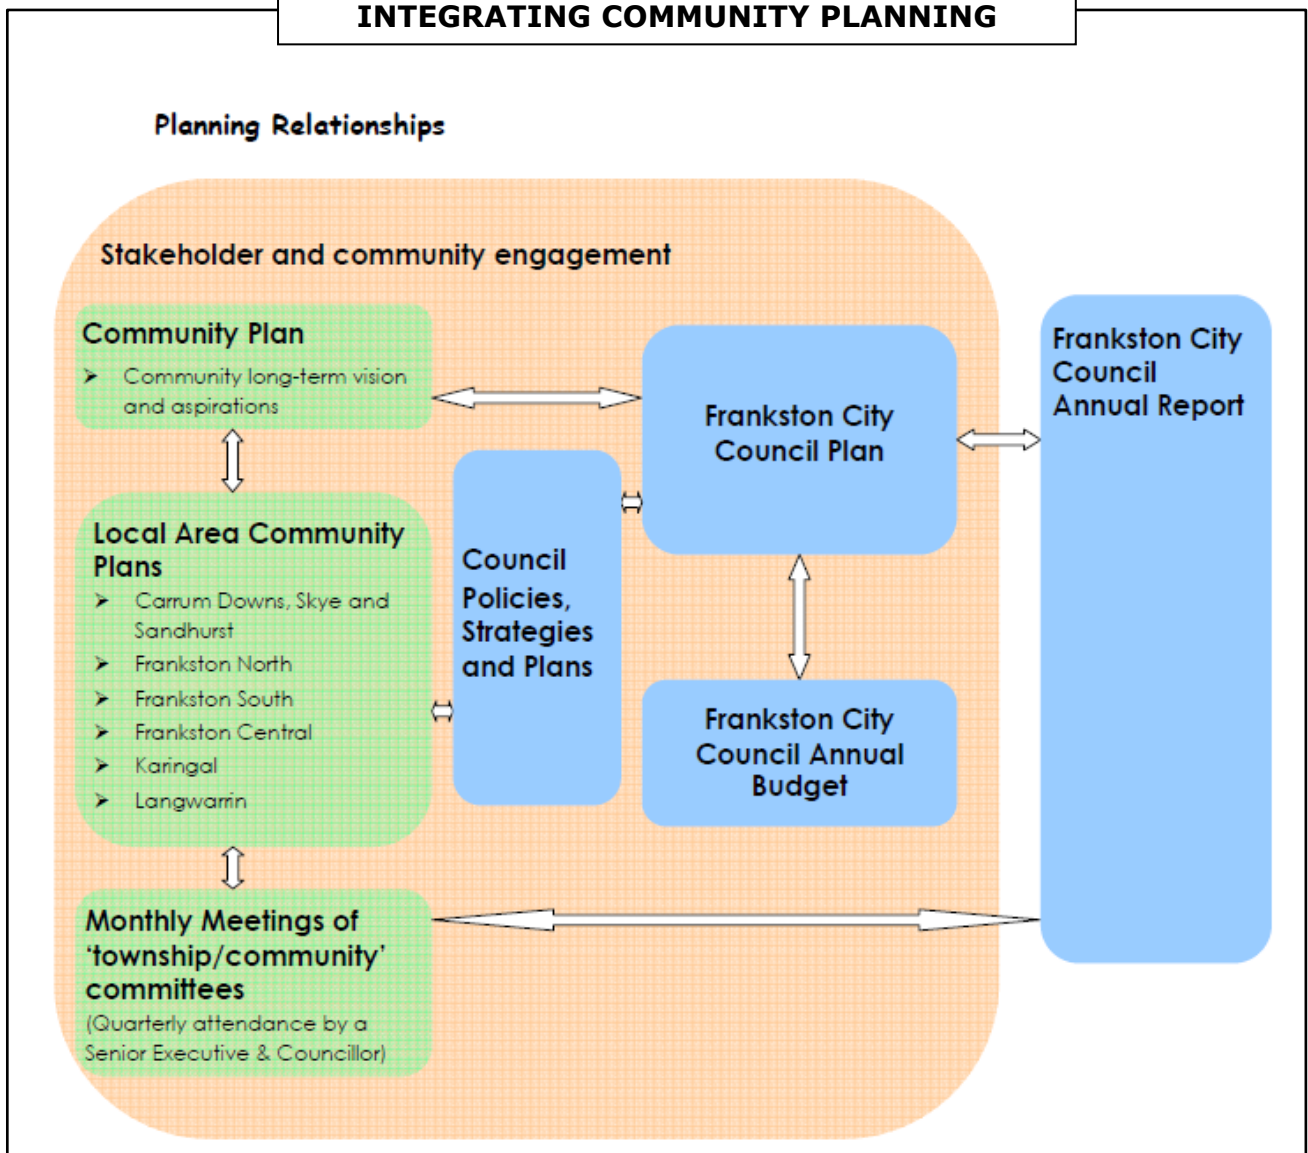 INTEGRATING COMMUNITY PLANNING
Planning Relationships
Stakeholder and community engagement
Community Plan
➤ Community long-term vision
and aspirations
Local Area Community
Plans
➤ Carrum Downs, Skye and
Sandhurst
➤ Frankston North
➤ Frankston South
➤ Frankston Central
➤ Karingal
➤ Langwarrin
Monthly Meetings of
‘township/community’
committees
(Quarterly attendance by a
Senior Executive & Councillor)
Council
Policies,
Strategies
and Plans
Frankston City
Council Plan
Frankston City
Council Annual
Budget
Frankston City
Council
Annual Report